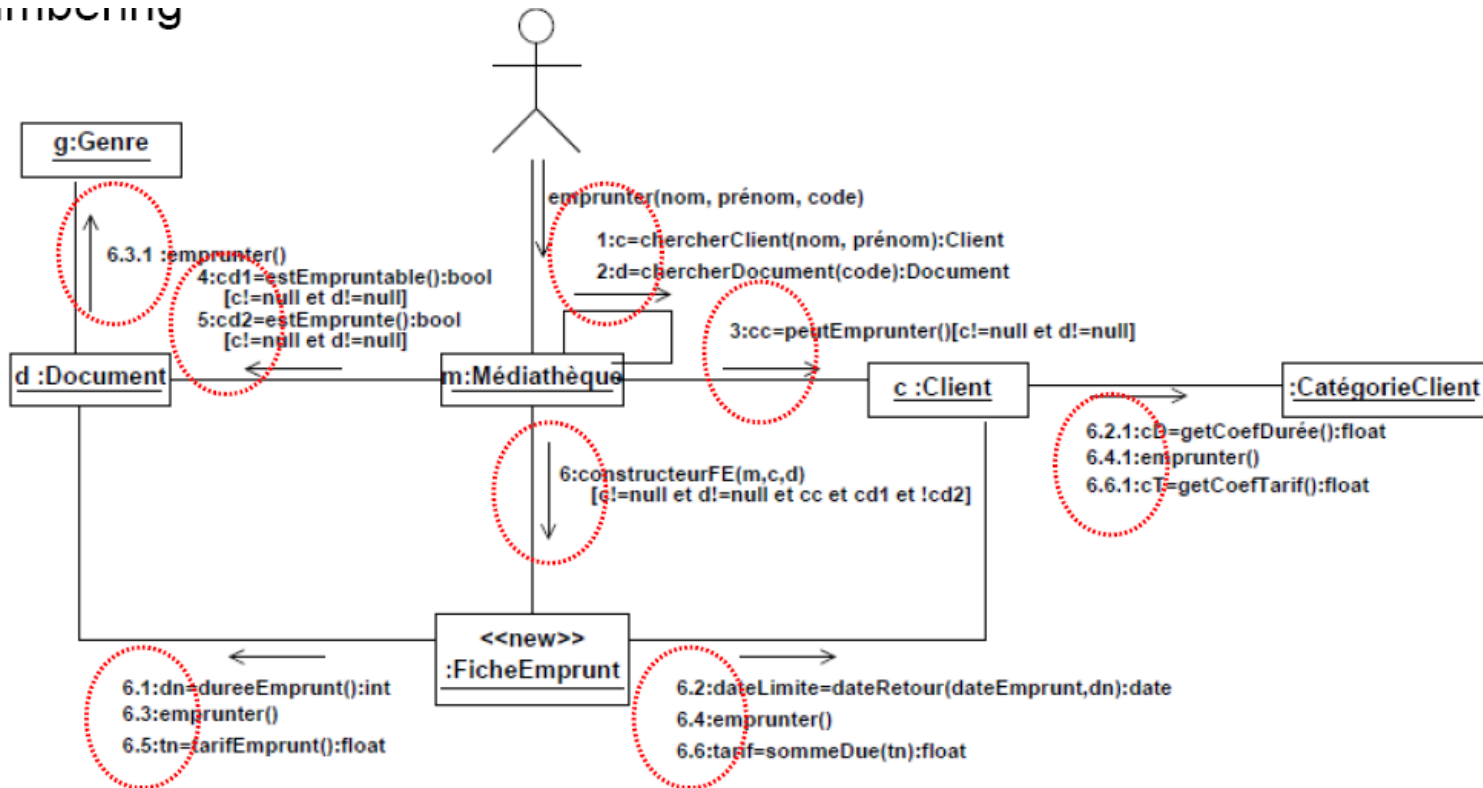 g:Genre
emprunter(nom, prénom, code)
1:c=chercherClient(nom, prénom):Client
2:d=chercherDocument(code):Document
6.3.1 :emprunter()
4:cd1=estEmpruntable():bool
[c!=null et d!=null]
5:cd2=estEmprunte():bool
[c!=null et d!=null]
3:cc=peutEmprunter()[c!=null et d!=null]
d :Document
m:Médiathèque
c :Client
:CatégorieClient
6.2.1:cD=getCoefDurée():float
6.4.1:emprunter()
6.6.1:cT=getCoefTarif():float
6:constructeurFE(m,c,d)
[c!=null et d!=null et cc et cd1 et !cd2]
<<new>>
:FicheEmprunt
6.1:dn=dureeEmprunt():int
6.3:emprunter()
6.5:tn=tarifEmprunt():float
6.2:dateLimite=dateRetour(dateEmprunt,dn):date
6.4:emprunter()
6.6:tarif=sommeDue(tn):float